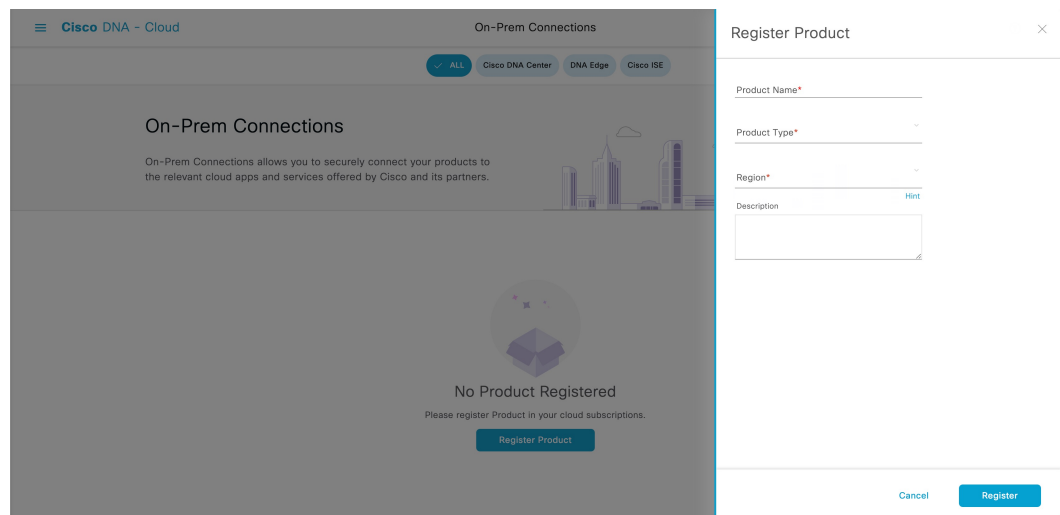 Cisco DNA - Cloud
On-Prem Connections
ALL
Cisco DNA Center
DNA Edge
Cisco ISE
On-Prem Connections
On-Prem Connections allows you to securely connect your products to
the relevant cloud apps and services offered by Cisco and its partners.
No Product Registered
Please register Product in your cloud subscriptions.
Register Product
Register Product
Product Name*
Product Type*
Region*
Hint
Description
Cancel
Register